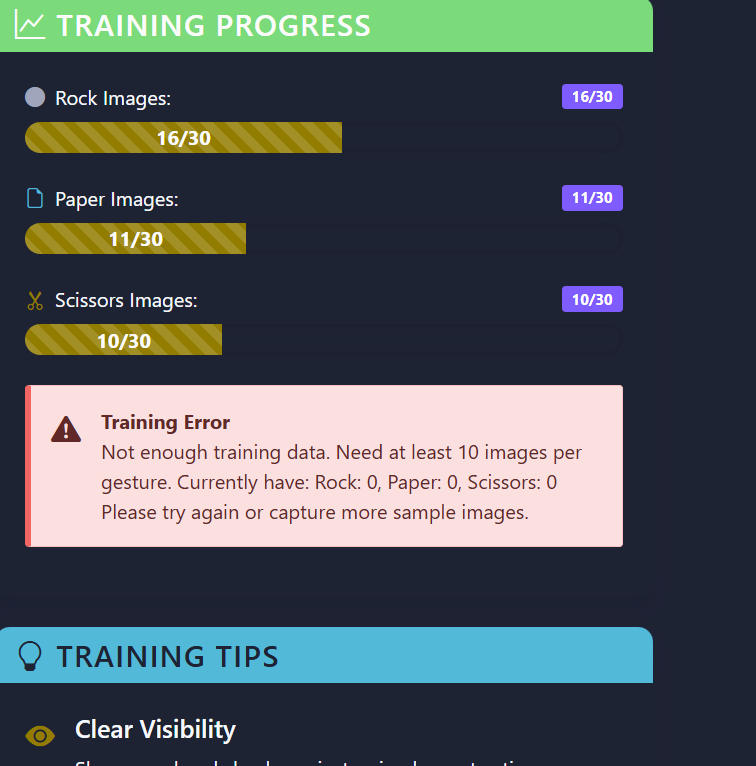 TRAINING PROGRESS
Rock Images:
16/30
16/30
Paper Images:
11/30
11/30
Scissors Images:
10/30
10/30
Training Error
Not enough training data. Need at least 10 images per
gesture. Currently have: Rock: 0, Paper: 0, Scissors: 0
Please try again or capture more sample images.
TRAINING TIPS
Clear Visibility